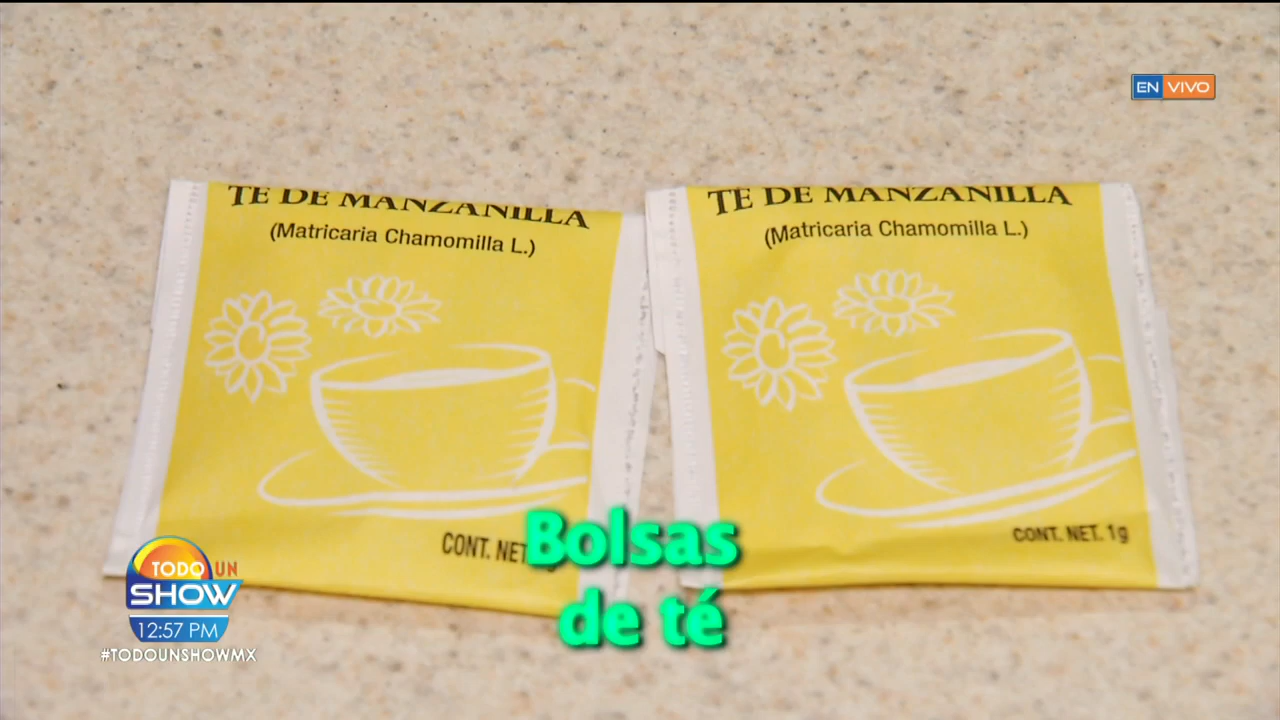 EN VIVO
TE DE MANZANILLA
(Matricaria Chamomilla L.)
CONT. NET.
TE DE MANZANILLA
(Matricaria Chamomilla L.)
CONT. NET. 1g
Bolsas
de té
TODO UN
SHOW
12:57 PM
#TODOUNSHOWMX